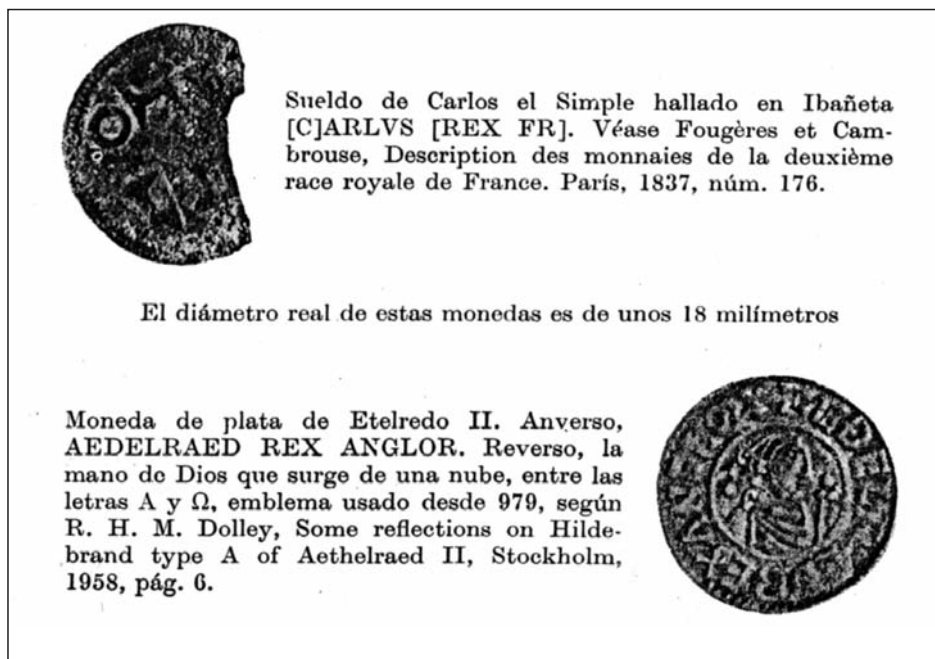 Sueldo de Carlos el Simple hallado en Ibañeta
[C]ARLVS [REX FR]. Véase Fougères et Cam-
brouse, Description des monnaies de la deuxième
race royale de France. París, 1837, núm. 176.
El diámetro real de estas monedas es de unos 18 milímetros
Moneda de plata de Etelredo II. Anverso,
AEDELRAED REX ANGLOR. Reverso, la
mano de Dios que surge de una nube, entre las
letras A y Ω, emblema usado desde 979, según
R. H. M. Dolley, Some reflections on Hilde-
brand type A of Aethelraed II, Stockholm,
1958, pág. 6.